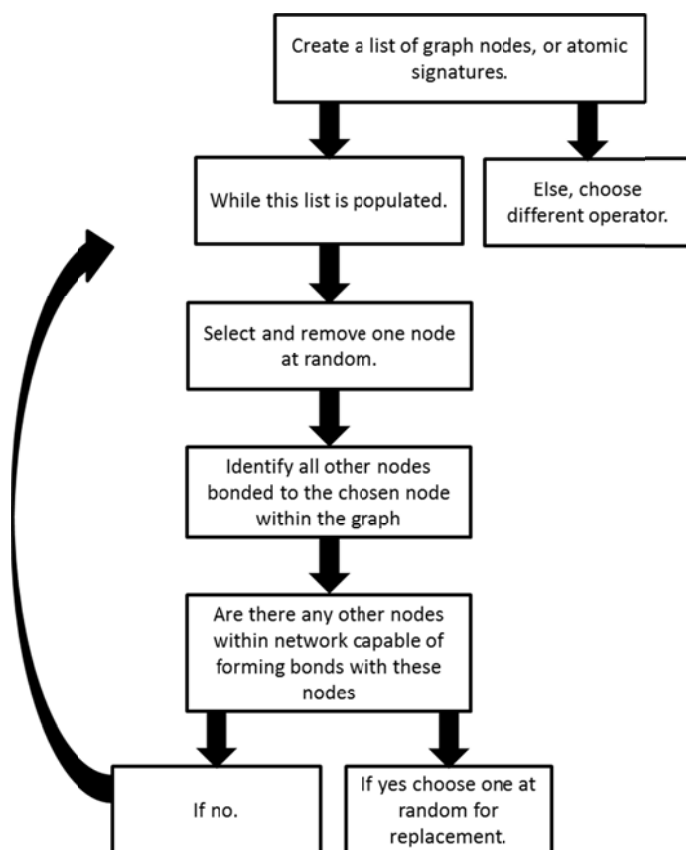 Create a list of graph nodes, or atomic
signatures.
While this list is populated.
Else, choose
different operator.
Select and remove one node
at random.
Identify all other nodes
bonded to the chosen node
within the graph
Are there any other nodes
within network capable of
forming bonds with these
nodes
If no.
If yes choose one at
random for
replacement.